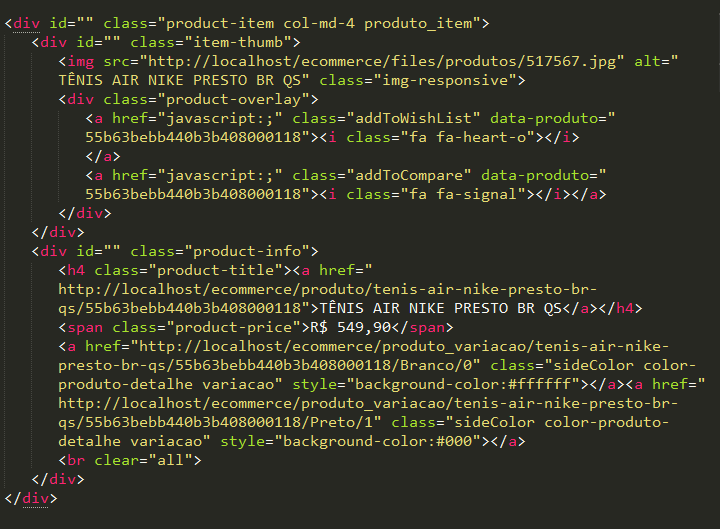 <div id="" class="product-item col-md-4 produto_item">
<div id="" class="item-thumb">
<img src="http://localhost/ecommerce/files/produtos/517567.jpg" alt="
TÊNIS AIR NIKE PRESTO BR QS" class="img-responsive">
<div class="product-overlay">
<a href="javascript:;" class="addToWishList" data-produto="
55b63bebb440b3b408000118"><i class="fa fa-heart-o"></i>
</a>
<a href="javascript:;" class="addToCompare" data-produto="
55b63bebb440b3b408000118"><i class="fa fa-signal"></i></a>
</div>
</div>
<div id="" class="product-info">
<h4 class="product-title"><a href="
http://localhost/ecommerce/produto/tenis-air-nike-presto-br-
qs/55b63bebb440b3b408000118">TÊNIS AIR NIKE PRESTO BR QS</a></h4>
<span class="product-price">R$ 549,90</span>
<a href="http://localhost/ecommerce/produto_variacao/tenis-air-nike-
presto-br-qs/55b63bebb440b3b408000118/Branco/0" class="sideColor color-
produto-detalhe variacao" style="background-color:#ffffff"></a><a href="
http://localhost/ecommerce/produto_variacao/tenis-air-nike-presto-br-
qs/55b63bebb440b3b408000118/Preto/1" class="sideColor color-produto-
detalhe variacao" style="background-color:#000"></a>
<br clear="all">
</div>
</div>